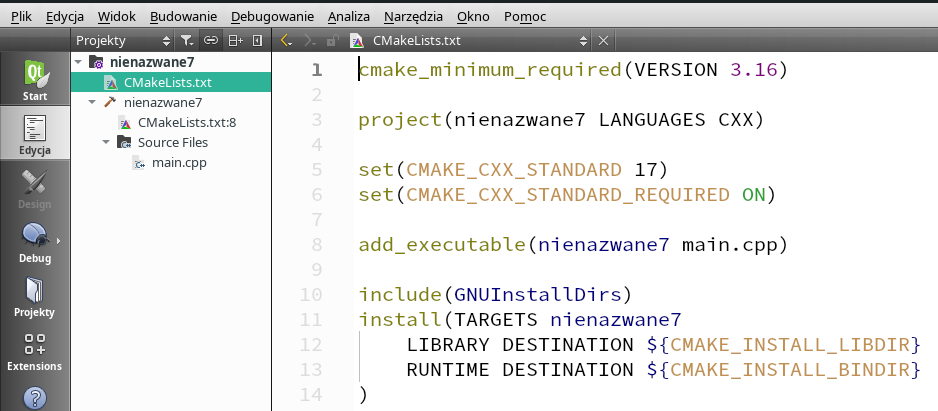 Plik Edycja Widok Budowanie Debugowanie Analiza Narzędzia Okno Pomoc
Projekty CMakeLists.txt
Qt
Start
Edycja
Design
Debug
Projekty
Extensions
?
nienazwane7
CMakeLists.txt
nienazwane7
CMakeLists.txt:8
Source Files
main.cpp
1 cmake_minimum_required(VERSION 3.16)
2
3 project(nienazwane7 LANGUAGES CXX)
4
5 set(CMAKE_CXX_STANDARD 17)
6 set(CMAKE_CXX_STANDARD_REQUIRED ON)
7
8 add_executable(nienazwane7 main.cpp)
9
10 include(GNUInstallDirs)
11 install(TARGETS nienazwane7
12     LIBRARY DESTINATION ${CMAKE_INSTALL_LIBDIR}
13     RUNTIME DESTINATION ${CMAKE_INSTALL_BINDIR}
14 )